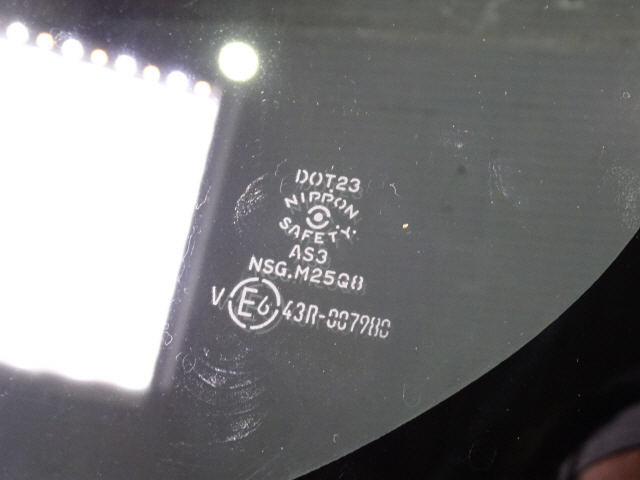 DOT23
NIPPON
SAFETY
AS3
NSG.M25Q8
V E6 43R-007980